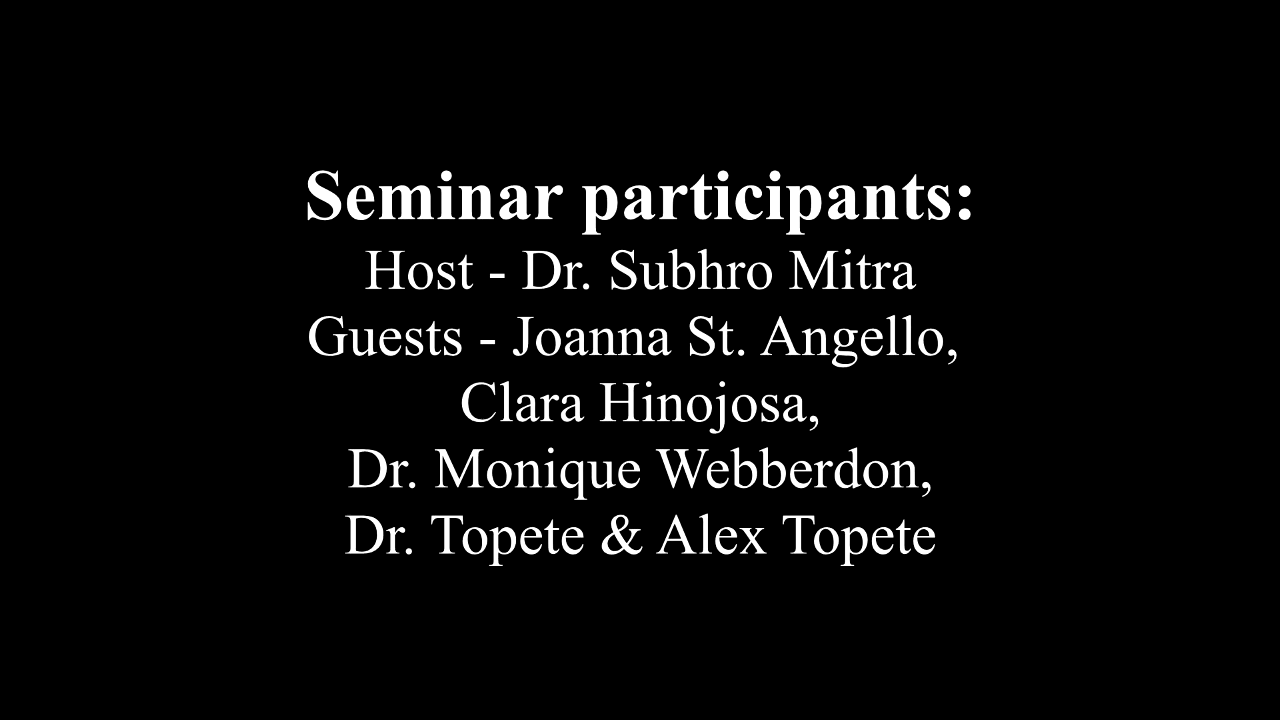 Seminar participants:
Host - Dr. Subhro Mitra
Guests - Joanna St. Angello,
Clara Hinojosa,
Dr. Monique Webberdon,
Dr. Topete & Alex Topete